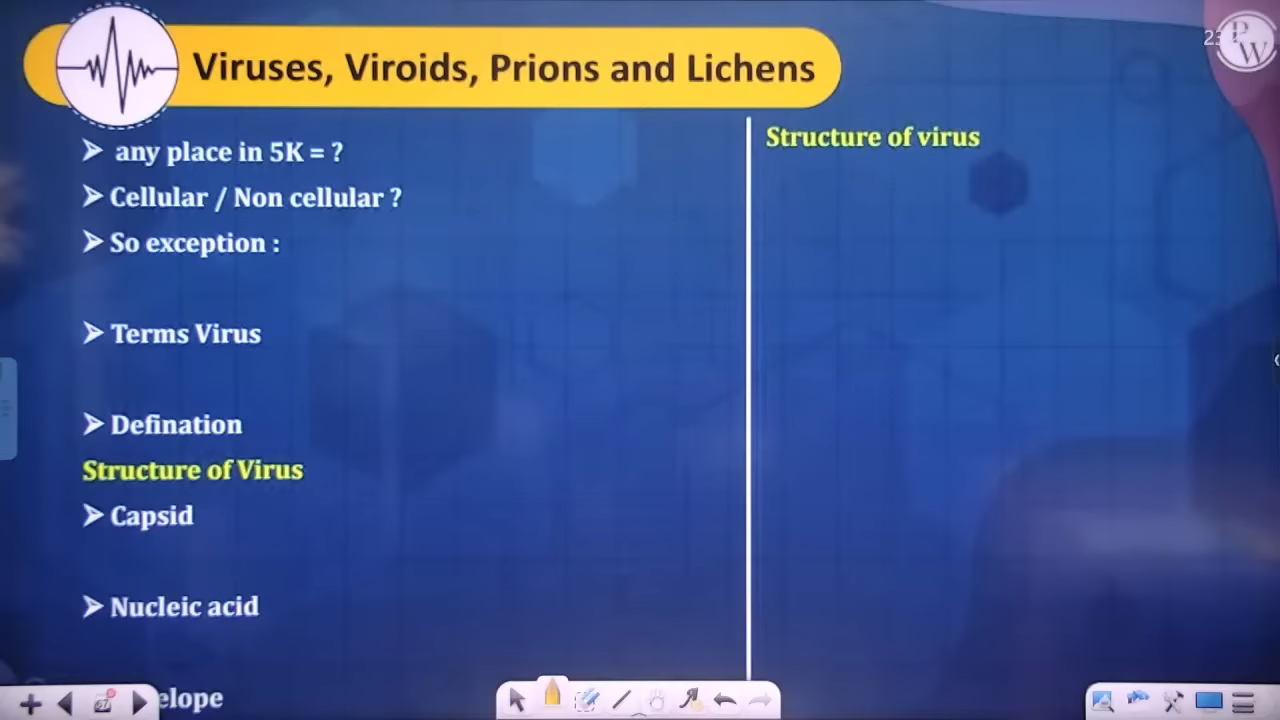 Viruses, Viroids, Prions and Lichens
any place in 5K = ?
Cellular / Non cellular ?
So exception :
Terms Virus
Defination
Structure of Virus
Capsid
Nucleic acid
elope
Structure of virus
PW